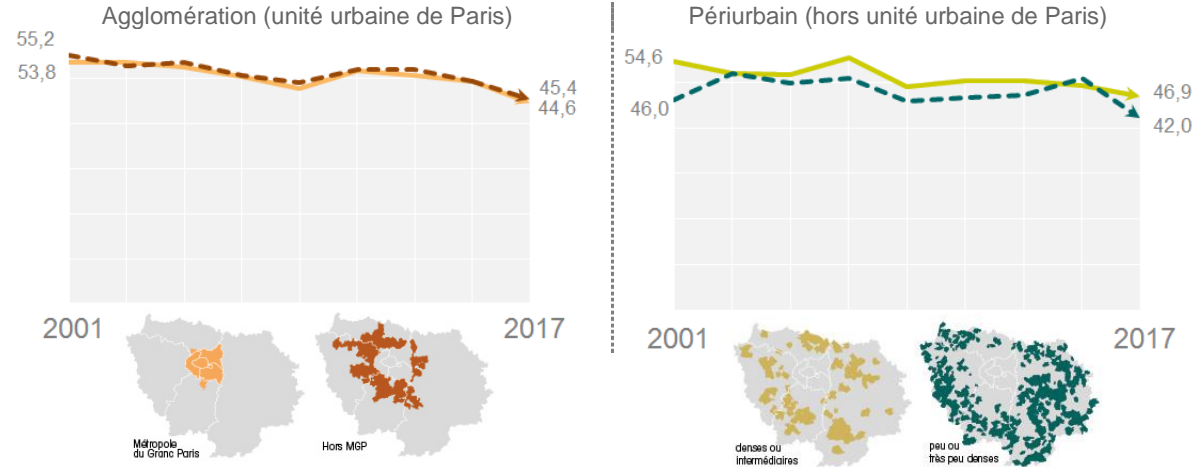 Agglomération (unité urbaine de Paris)
55,2
53,8
45,4
44,6
2001
2017
Métropole
du Granc Paris
Hors MGP
Périurbain (hors unité urbaine de Paris)
54,6
46,0
46,9
42,0
2001
2017
denses ou
intermédiaires
peu ou
très peu denses